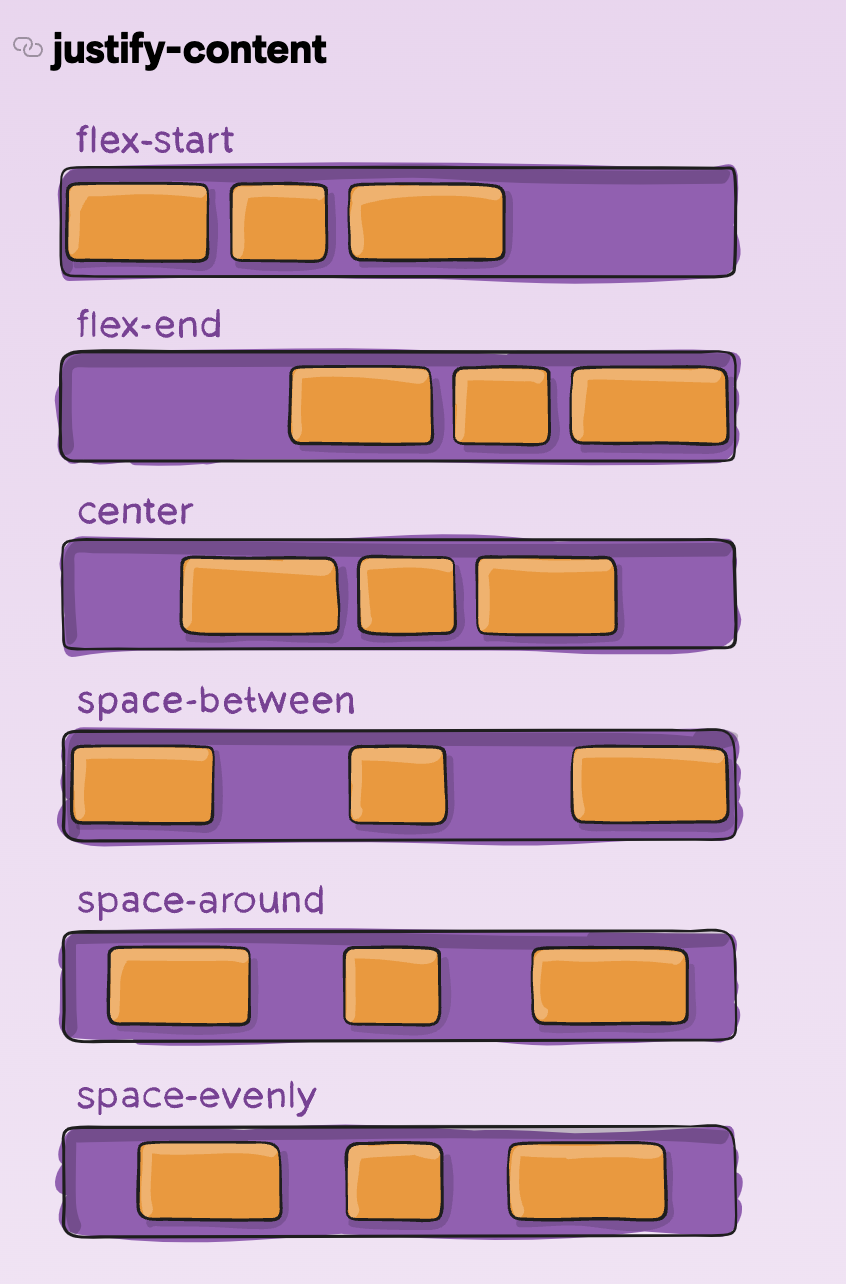 justify-content
flex-start
flex-end
center
space-between
space-around
space-evenly